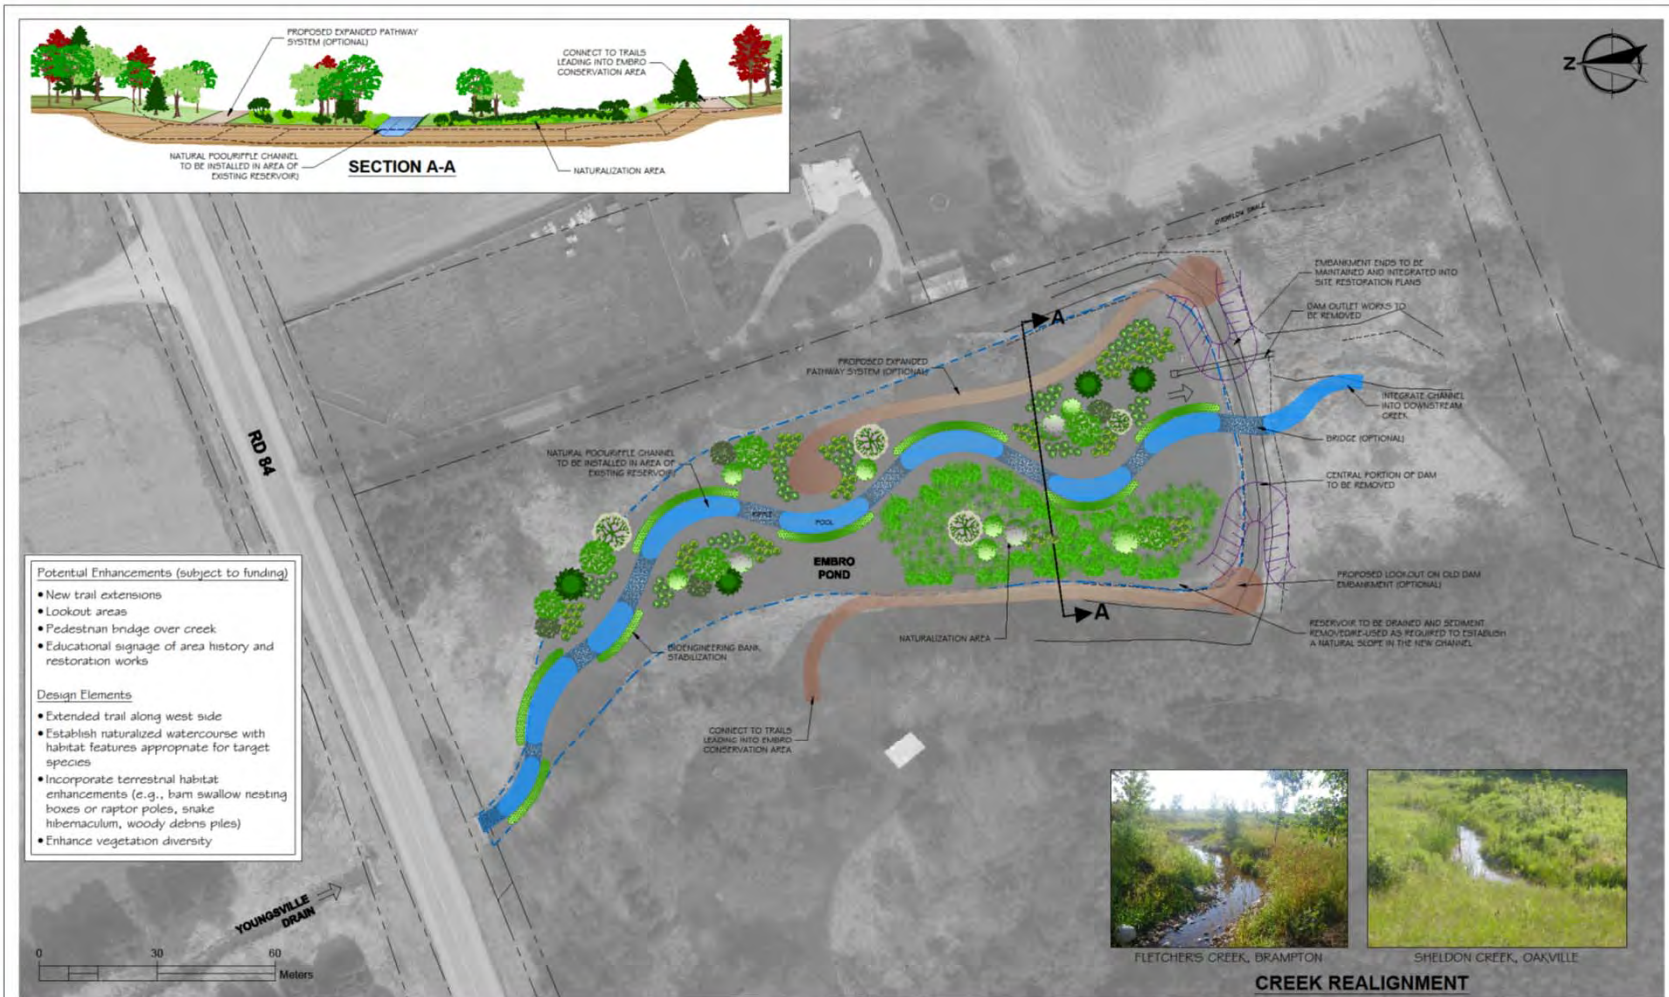 PROPOSED EXPANDED PATHWAY
SYSTEM (OPTIONAL)
CONNECT TO TRAILS
LEADING INTO EMBRO
CONSERVATION AREA
NATURAL POOL/RIFFLE CHANNEL
TO BE INSTALLED IN AREA OF
EXISTING RESERVOIR)
SECTION A-A
NATURALIZATION AREA
Z
OVERFLOW SWALE
EMBANKMENT ENDS TO BE
MAINTAINED AND INTEGRATED INTO
SITE RESTORATION PLANS
DAM OUTLET WORKS TO
BE REMOVED
A
PROPOSED EXPANDED
PATHWAY SYSTEM (OPTIONAL)
INTEGRATE CHANNEL
INTO DOWNSTREAM
CREEK
BRIDGE (OPTIONAL)
RD 84
NATURAL POOL/RIFFLE CHANNEL
TO BE INSTALLED IN AREA OF
EXISTING RESERVOIR)
CENTRAL PORTION OF DAM
TO BE REMOVED
RIFFLE
POOL
EMBRO
POND
PROPOSED LOOKOUT ON OLD DAM
EMBANKMENT (OPTIONAL)
A
NATURALIZATION AREA
RESERVOIR TO BE DRAINED AND SEDIMENT
REMOVED/RE-USED AS REQUIRED TO ESTABLISH
A NATURAL SLOPE IN THE NEW CHANNEL
BIOENGINEERING BANK
STABILIZATION
CONNECT TO TRAILS
LEADING INTO EMBRO
CONSERVATION AREA
Potential Enhancements (subject to funding)
• New trail extensions
• Lookout areas
• Pedestrian bridge over creek
• Educational signage of area history and
restoration works
Design Elements
• Extended trail along west side
• Establish naturalized watercourse with
habitat features appropriate for target
species
• Incorporate terrestrial habitat
enhancements (e.g., barn swallow nesting
boxes or raptor poles, snake
hibernaculum, woody debris piles)
• Enhance vegetation diversity
YOUNGSVILLE
DRAIN
0 30 60
Meters
FLETCHERS CREEK, BRAMPTON
SHELDON CREEK, OAKVILLE
CREEK REALIGNMENT